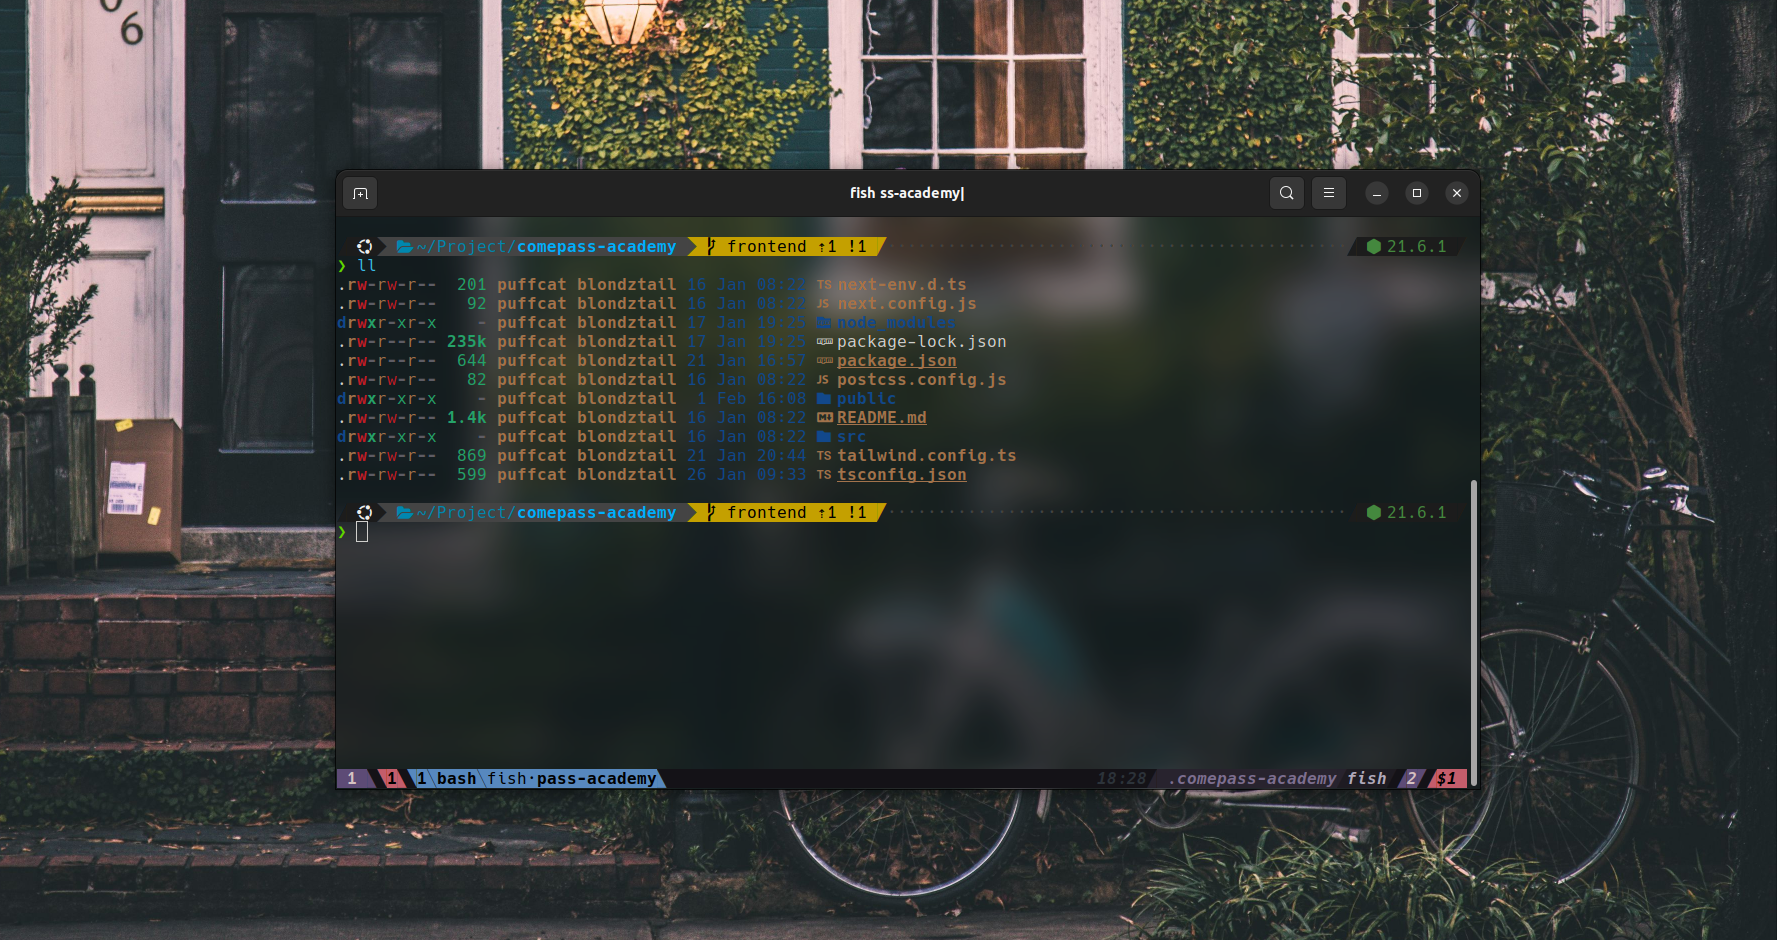 6
fish ss-academy|
~/Project/comepass-academy frontend ↑1 !1 21.6.1
❯ ll
.rw-rw-r-- 201 puffcat blondztail 16 Jan 08:22 TS next-env.d.ts
.rw-rw-r-- 92 puffcat blondztail 16 Jan 08:22 JS next.config.js
drwxr-xr-x - puffcat blondztail 17 Jan node_modules
.rw-r--r-- 235k puffcat blondztail 17 Jan package-lock.json
.rw-rw-r-- 644 puffcat blondztail 21 Jan 16:57 package.json
.rw-rw-r-- 82 puffcat blondztail 16 Jan 08:22 JS postcss.config.js
drwxr-xr-x - puffcat blondztail 1 Feb 16:08 public
.rw-rw-r-- 1.4k puffcat blondztail 16 Jan 08:22 README.md
drwxr-xr-x - puffcat blondztail 16 Jan 08:22 src
.rw-rw-r-- 869 puffcat blondztail 21 Jan 20:44 TS tailwind.config.ts
.rw-rw-r-- 599 puffcat blondztail 26 Jan 09:33 TS tsconfig.json
~/Project/comepass-academy frontend ↑1 !1 21.6.1
❯
1 1 1 bash fish·pass-academy 18:28 .comepass-academy fish 2 $1